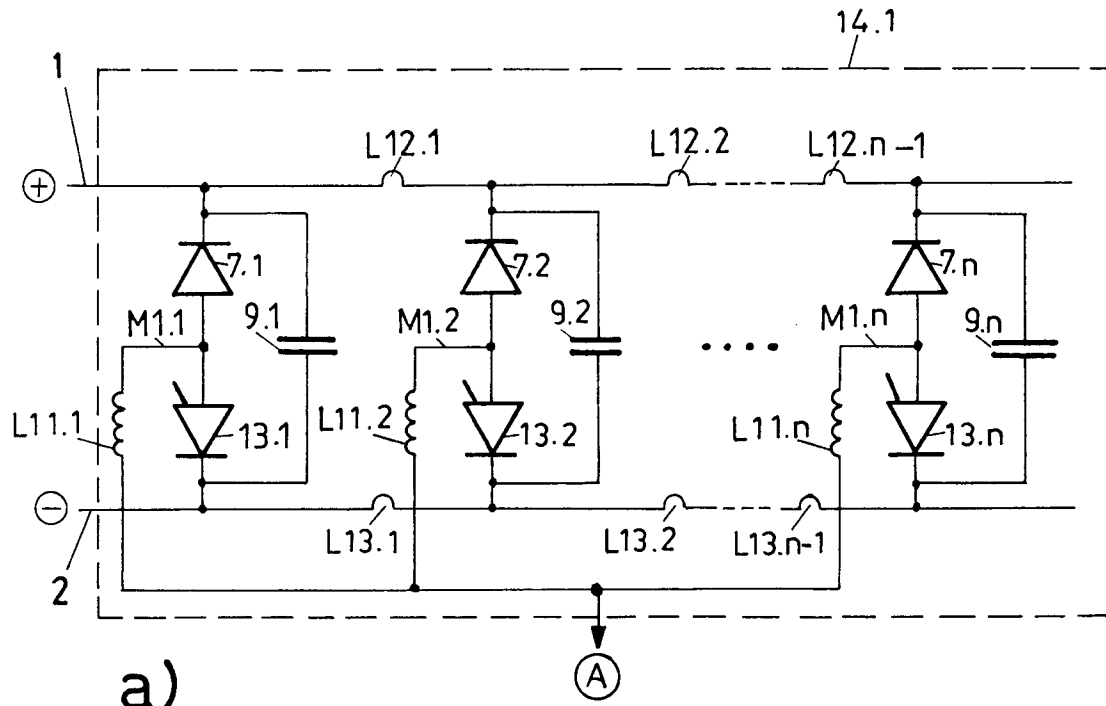 14.1
1
L12.1
L12.2
L12.n-1
+
7.1
7.2
7.n
M1.1
9.1
M1.2
9.2
M1.n
9.n
....
L11.1
13.1
L11.2
13.2
L11.n
13.n
-
L13.1
L13.2
L13.n-1
2
A
a)